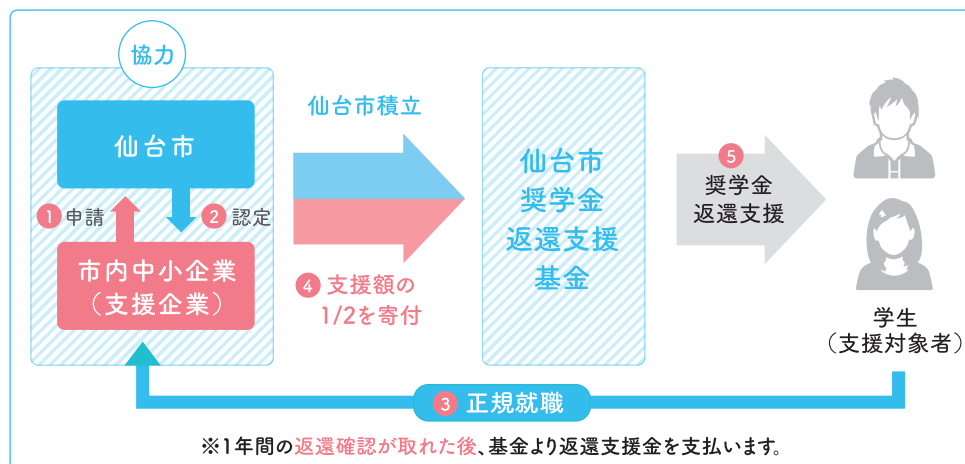 協力
仙台市
1 申請
2 認定
市内中小企業
（支援企業）
仙台市積立
4 支援額の
1/2を寄付
仙台市
奨学金
返還支援
基金
5
奨学金
返還支援
学生
（支援対象者）
3 正規就職
※1年間の返還確認が取れた後、基金より返還支援金を支払います。